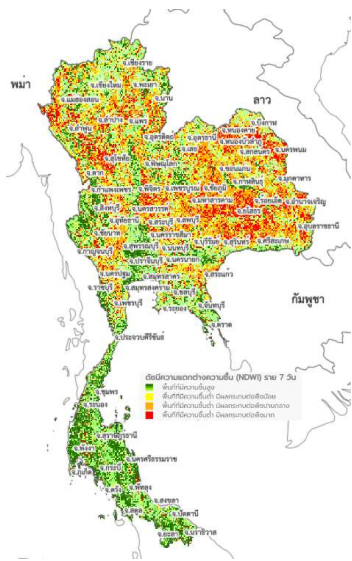 จ.เชียงราย
พม่า
จ.เชียงใหม่ จ.พะเยา
ลาว
จ.แม่ฮ่องสอน
จ.น่าน
จ.ลำปาง จ.แพร่
จ.บึงกาฬ
จ.ลำพูน
จ.อุตรดิตถ์
จ.อุดรธานี
จ.หนองคาย
จ.เลย
จ.หนองบัวลำภู
จ.นครพนม
จ.สุโขทัย
จ.พิษณุโลก
จ.สกลนคร
จ.ตาก
จ.ขอนแก่น
จ.มุกดาหาร
จ.กำแพงเพชร
จ.พิจิตร จ.เพชรบูรณ์
จ.ชัยภูมิ
จ.กาฬสินธุ์
จ.มหาสารคาม
จ.ร้อยเอ็ด
จ.อำนาจเจริญ
จ.สิงห์บุรี
จ.นครสวรรค์
จ.ยโสธร
จ.อุทัยธานี
จ.สระบุรี
จ.ลพบุรี
จ.อุบลราชธานี
จ.ชัยนาท
จ.นครราชสีมา
จ.บุรีรัมย์
จ.สุรินทร์
จ.ศรีสะเกษ
จ.กาญจนบุรี
จ.สุพรรณบุรี
จ.นนทบุรี
จ.ปราจีนบุรี
จ.นครนายก
จ.นครปฐม
จ.สมุทรสาคร
จ.สระแก้ว
จ.ราชบุรี
จ.สมุทรสงคราม
จ.ชลบุรี
กัมพูชา
จ.เพชรบุรี
จ.ระยอง
จ.จันทบุรี
จ.ตราด
จ.ประจวบคีรีขันธ์
ดัชนีความแตกต่างความชื้น (NDWI) ราย 7 วัน
พื้นที่ที่มีความชื้นสูง
พื้นที่ที่มีความชื้นต่ำ มีผลกระทบต่อพืชน้อย
พื้นที่ที่มีความชื้นต่ำ มีผลกระทบต่อพืชปานกลาง
พื้นที่ที่มีความชื้นต่ำ มีผลกระทบต่อพืชมาก
จ.ชุมพร
จ.ระนอง
จ.สุราษฎร์ธานี
จ.พังงา
จ.นครศรีธรรมราช
จ.กระบี่
จ.ภูเก็ต
จ.ตรัง
จ.พัทลุง
จ.สงขลา
จ.สตูล
จ.ปัตตานี
จ.ยะลา
จ.นราธิวาส